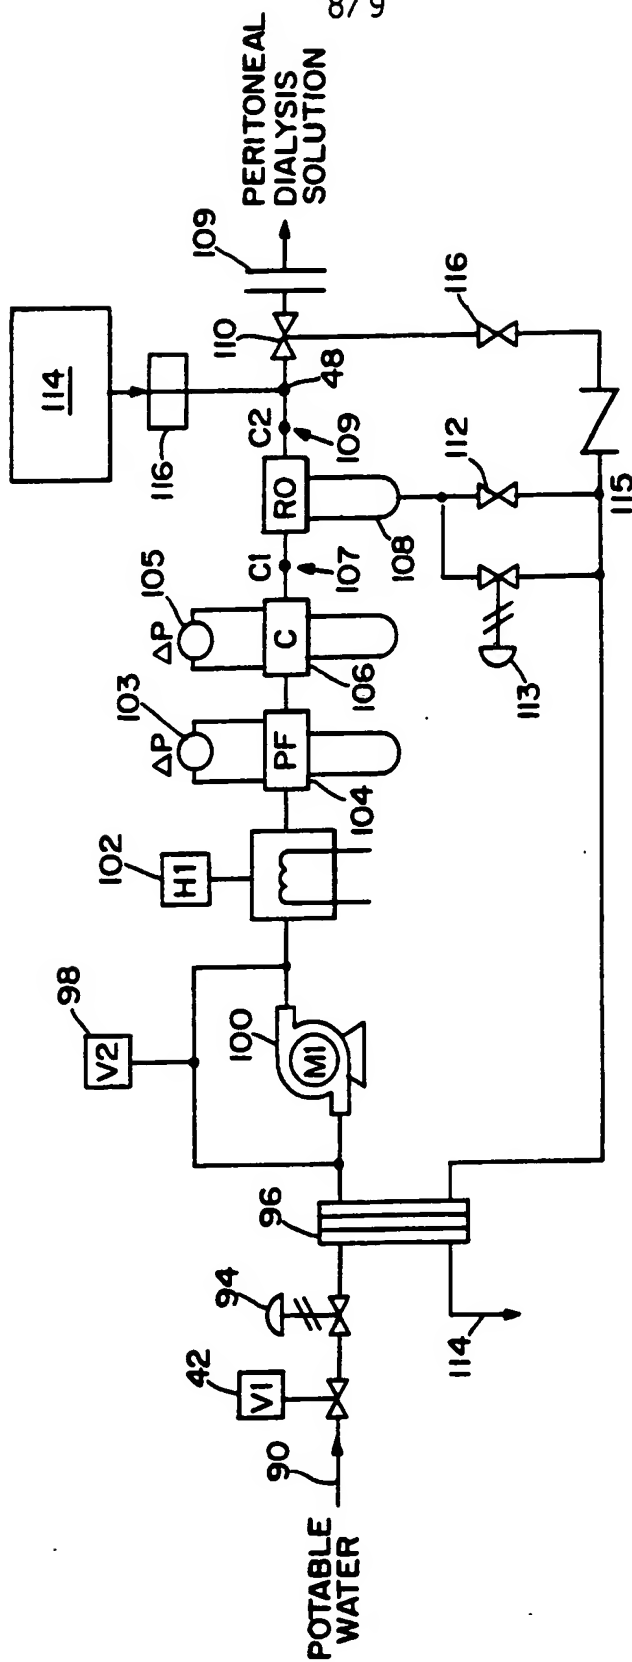 8/9
POTABLE
WATER
90
V1
42
94
96
V2
98
100
M1
H1
102
PF
104
ΔP
103
C
106
ΔP
105
C1
107
RO
108
C2
109
48
114
116
110
109
PERITONEAL
DIALYSIS
SOLUTION
116
112
113
115
114